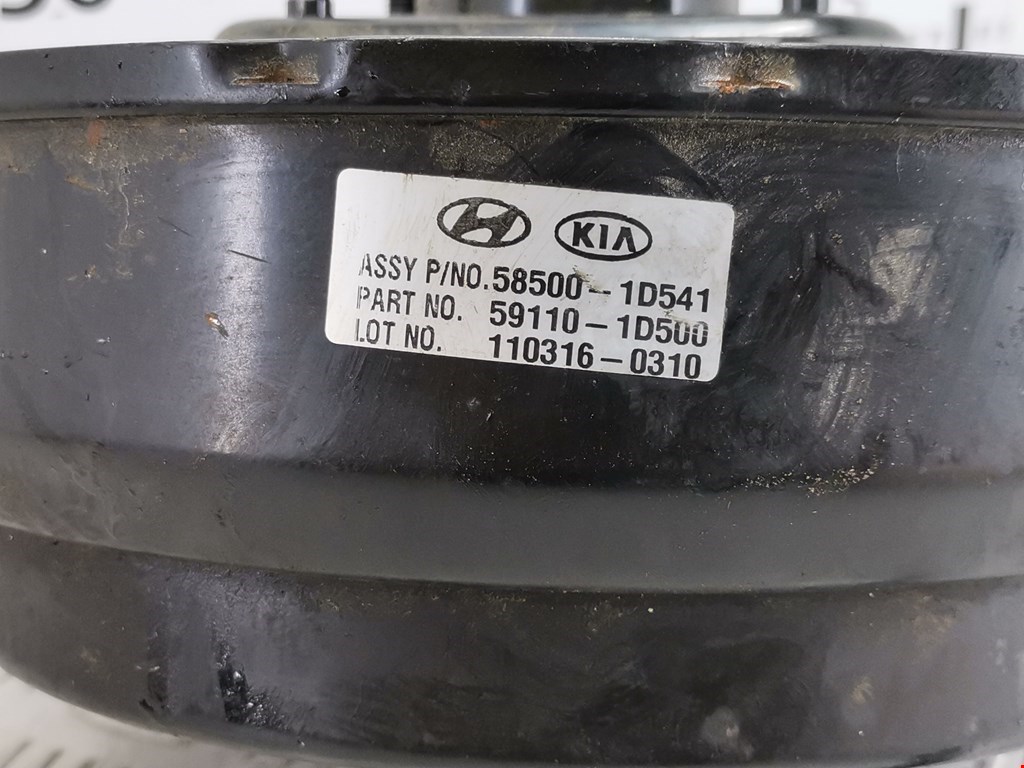 KIA
ASSY P/NO.58500-1D541
PART NO. 59110-1D500
LOT NO. 110316-0310